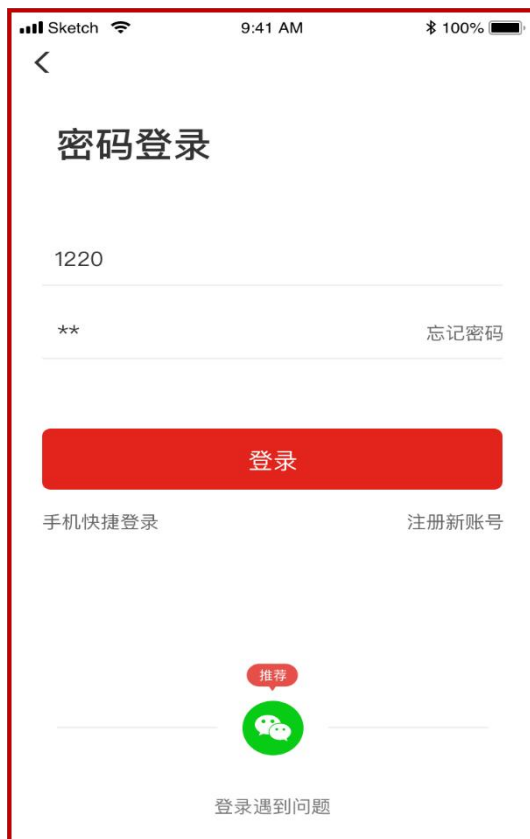 Sketch 9:41 AM 100%
密码登录
1220
** 忘记密码
登录
手机快捷登录 注册新账号
推荐
登录遇到问题